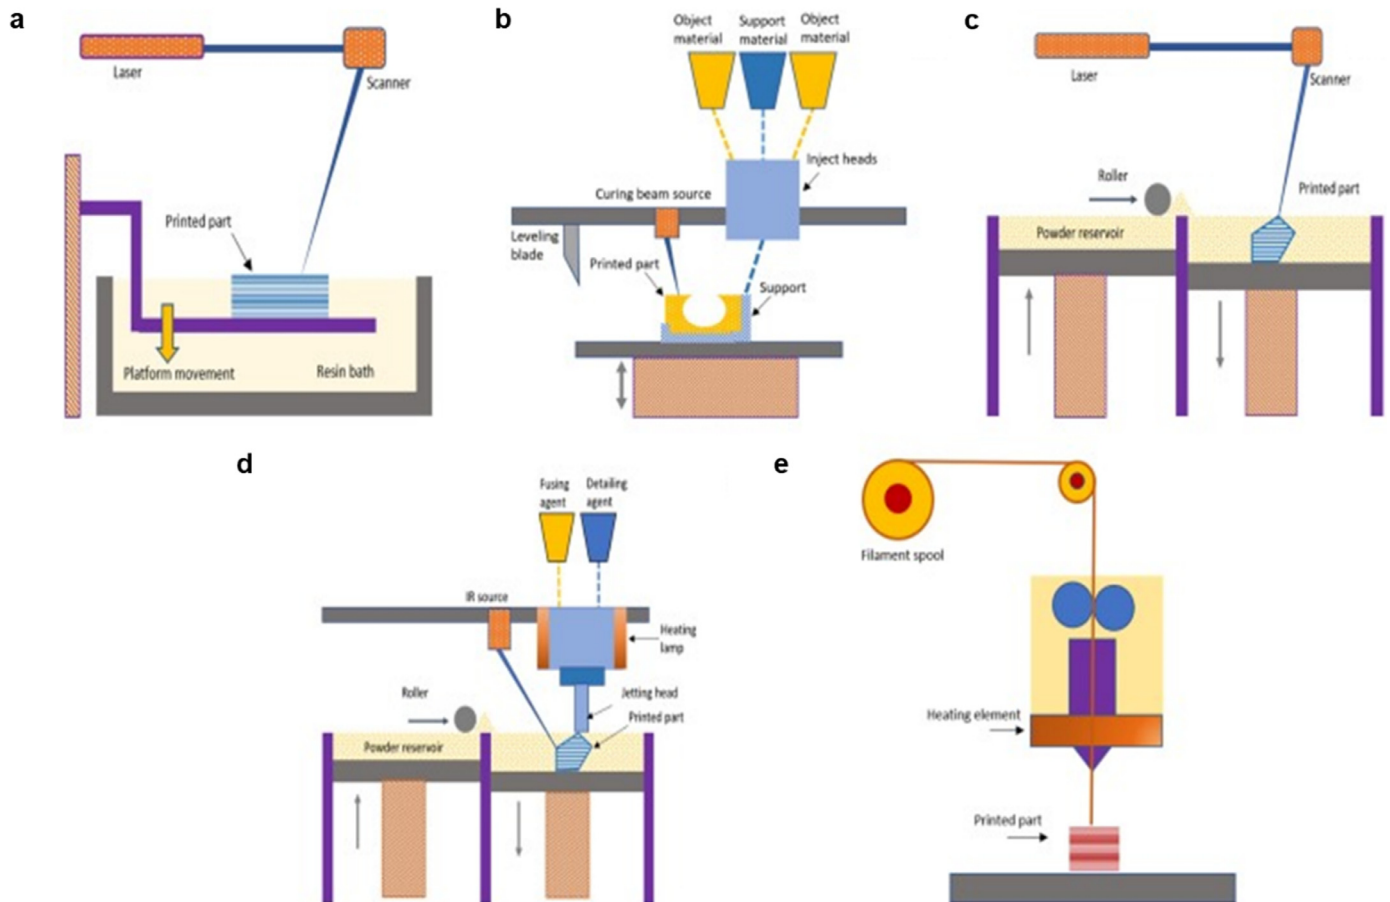 a
Laser
Scanner
Printed part
Platform movement
Resin bath
b
Object
material
Support
material
Object
material
Inject heads
Curing beam source
Leveling
blade
Printed part
Support
c
Laser
Scanner
Roller
Printed part
Powder reservoir
d
Fusing
agent
Detailing
agent
IR source
Heating
lamp
Roller
Jetting head
Printed part
Powder reservoir
e
Filament spool
Heating element
Printed part